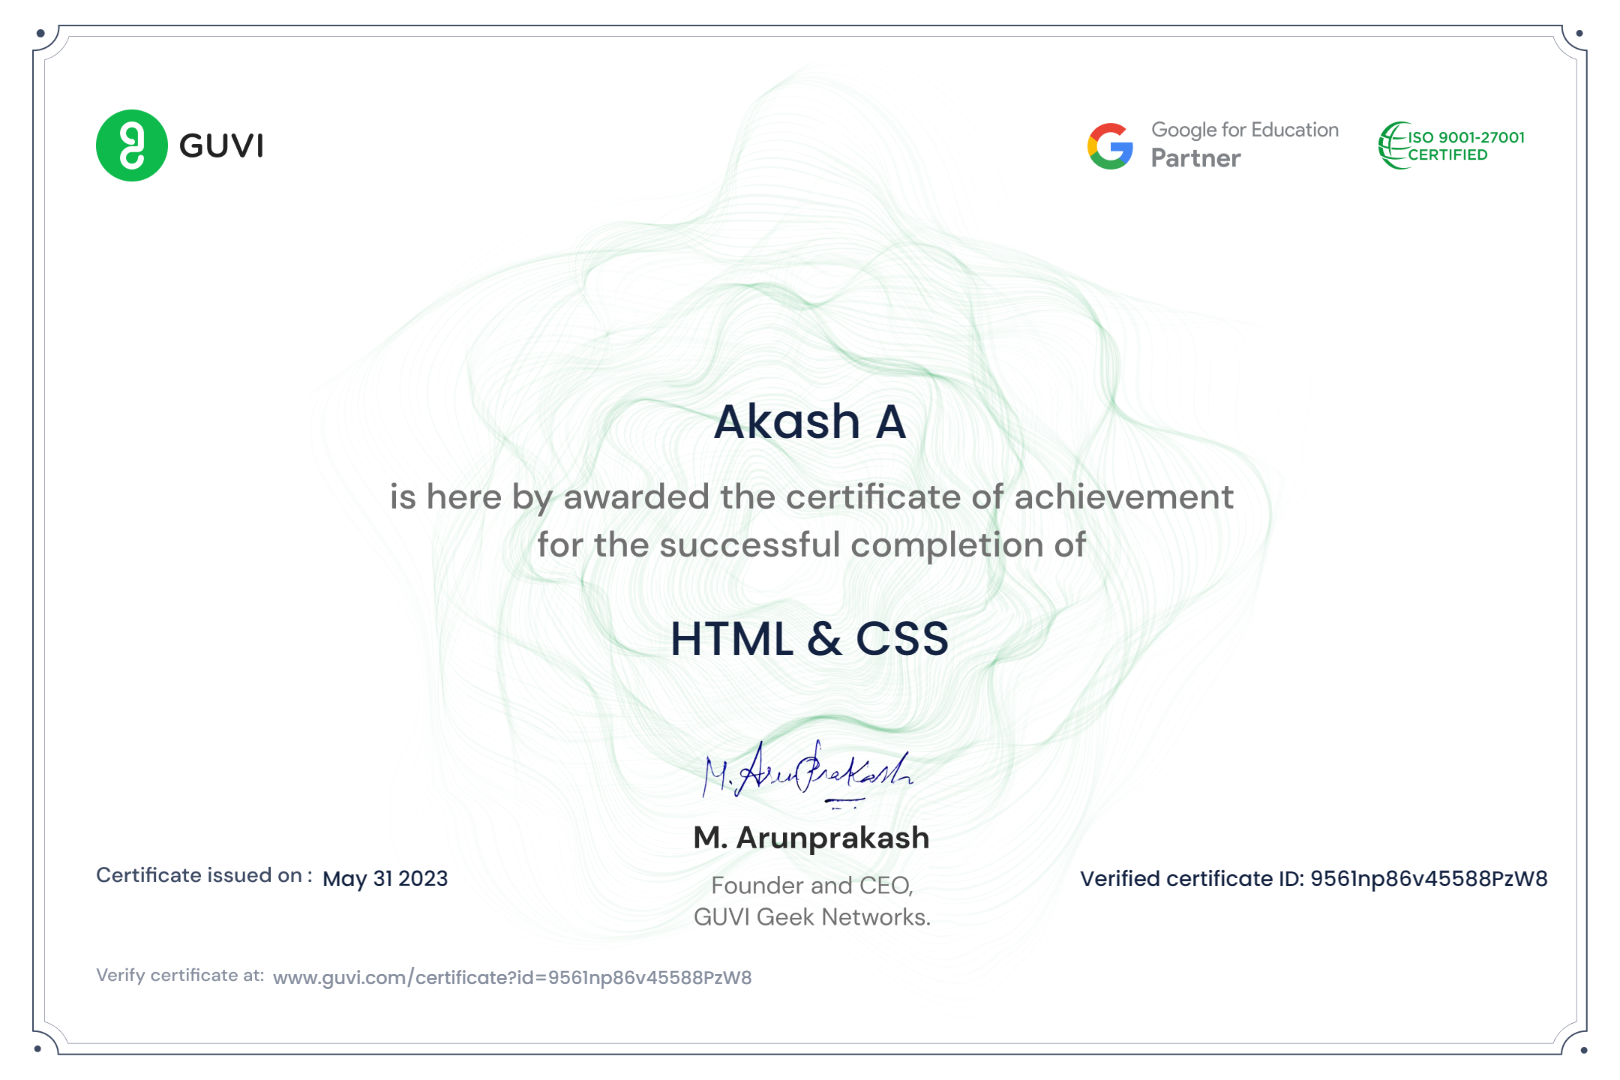 GUVI
Google for Education
Partner
ISO 9001-27001
CERTIFIED
Akash A
is here by awarded the certificate of achievement
for the successful completion of
HTML & CSS
M. ArunPrakash
M. Arunprakash
Founder and CEO,
GUVI Geek Networks.
Certificate issued on : May 31 2023
Verified certificate ID: 9561np86v45588PzW8
Verify certificate at: www.guvi.com/certificate?id=9561np86v45588PzW8